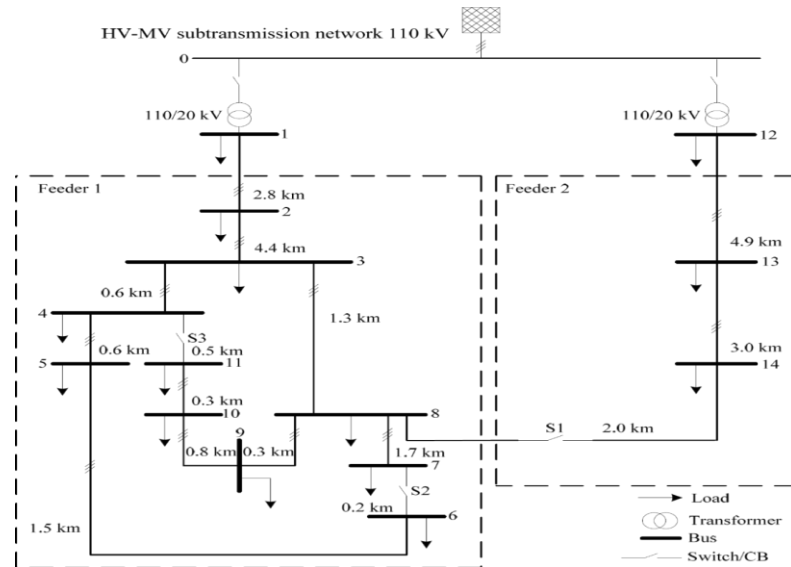 HV-MV subtransmission network 110 kV
0
110/20 kV
110/20 kV
1
12
Feeder 1
Feeder 2
2.8 km
2
4.4 km
4.9 km
3
13
0.6 km
1.3 km
4
S3
0.6 km
0.5 km
3.0 km
5
11
14
0.3 km
9
10
8
0.8 km
0.3 km
1.7 km
S1
2.0 km
7
S2
0.2 km
6
1.5 km
Load
Transformer
Bus
Switch/CB